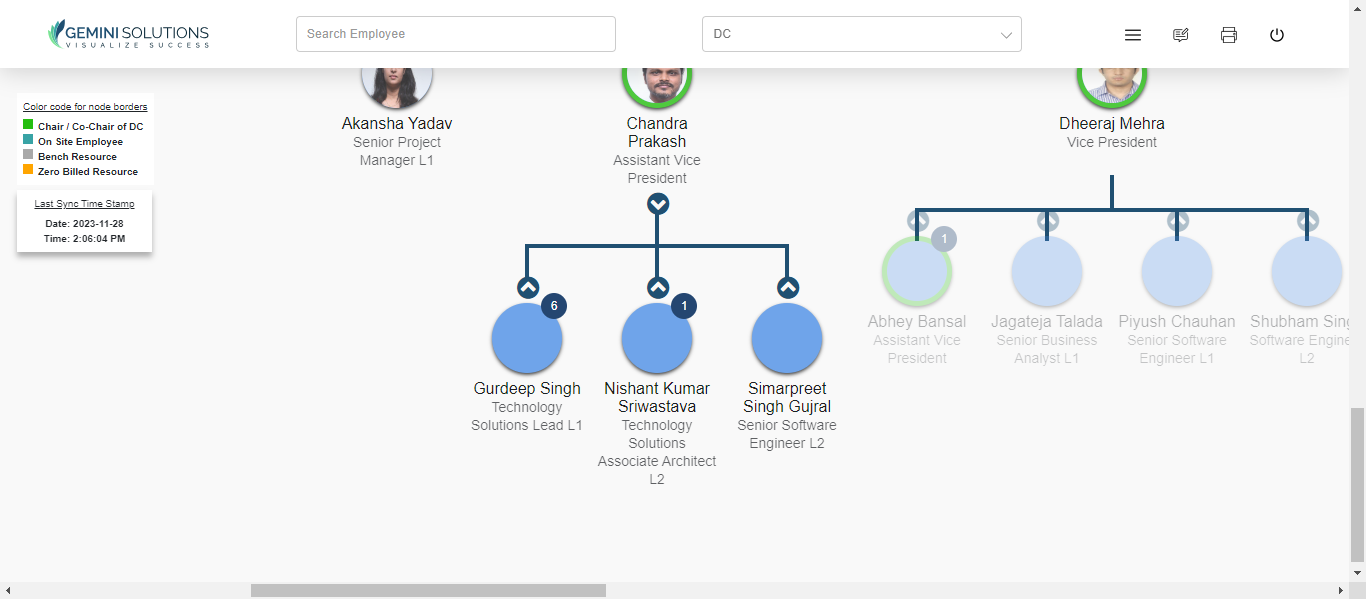 GEMINI SOLUTIONS
VISUALIZE SUCCESS
Search Employee
DC
Color code for node borders
Chair / Co-Chair of DC
On Site Employee
Bench Resource
Zero Billed Resource
Last Sync Time Stamp
Date: 2023-11-28
Time: 2:06:04 PM
Akansha Yadav
Senior Project
Manager L1
Chandra
Prakash
Assistant Vice
President
Dheeraj Mehra
Vice President
6
Gurdeep Singh
Technology
Solutions Lead L1
1
Nishant Kumar
Sriwastava
Technology
Solutions
Associate Architect
L2
Simarpreet
Singh Gujral
Senior Software
Engineer L2
1
Abhey Bansal
Assistant Vice
President
Jagateja Talada
Senior Business
Analyst L1
Piyush Chauhan
Senior Software
Engineer L1
Shubham Sing
Software Engine
L2